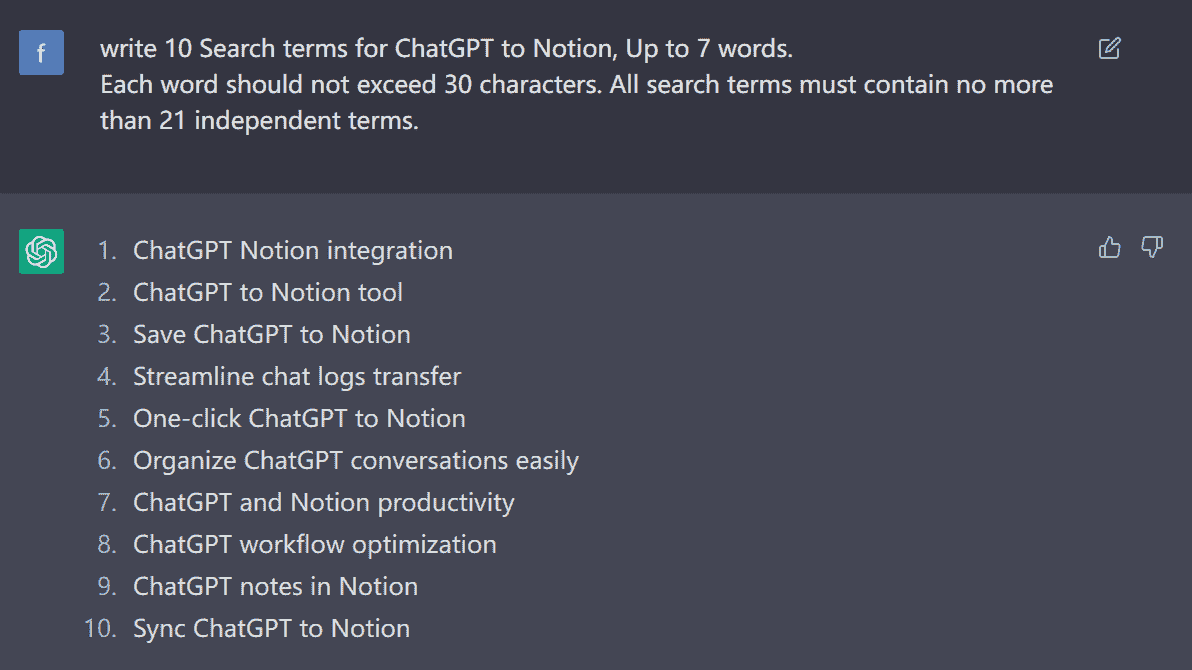 f
write 10 Search terms for ChatGPT to Notion, Up to 7 words.
Each word should not exceed 30 characters. All search terms must contain no more
than 21 independent terms.
1. ChatGPT Notion integration
2. ChatGPT to Notion tool
3. Save ChatGPT to Notion
4. Streamline chat logs transfer
5. One-click ChatGPT to Notion
6. Organize ChatGPT conversations easily
7. ChatGPT and Notion productivity
8. ChatGPT workflow optimization
9. ChatGPT notes in Notion
10. Sync ChatGPT to Notion